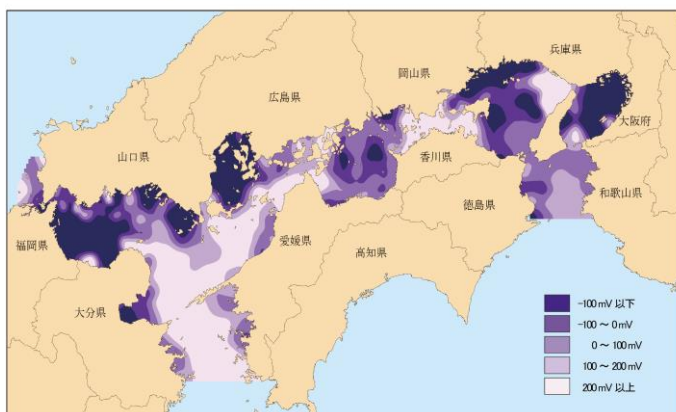 兵庫県
岡山県
広島県
大阪府
山口県
香川県
和歌山県
徳島県
福岡県
愛媛県
高知県
大分県
-100 mV 以下
-100 ～ 0 mV
0 ～ 100 mV
100 ～ 200 mV
200 mV 以上